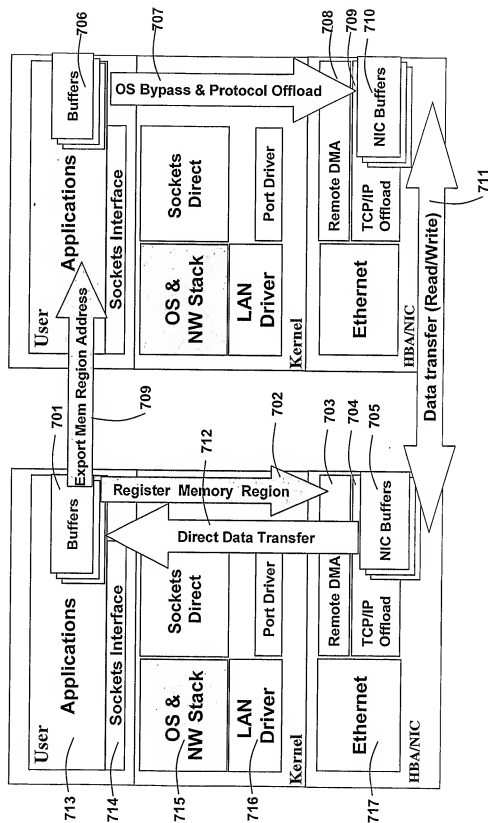 User
Applications
Buffers
701
Sockets Interface
713
714
Export Mem Region Address
709
Register Memory Region
702
712
Direct Data Transfer
OS &
NW Stack
Sockets
Direct
715
LAN
Driver
Port Driver
716
Kernel
Remote DMA
703
704
705
Ethernet
TCP/IP
Offload
NIC Buffers
717
HBA/NIC
User
Applications
Buffers
706
Sockets Interface
707
OS Bypass & Protocol Offload
OS &
NW Stack
Sockets
Direct
LAN
Driver
Port Driver
Kernel
Remote DMA
708
709
710
Ethernet
TCP/IP
Offload
NIC Buffers
HBA/NIC
Data transfer (Read/Write)
711